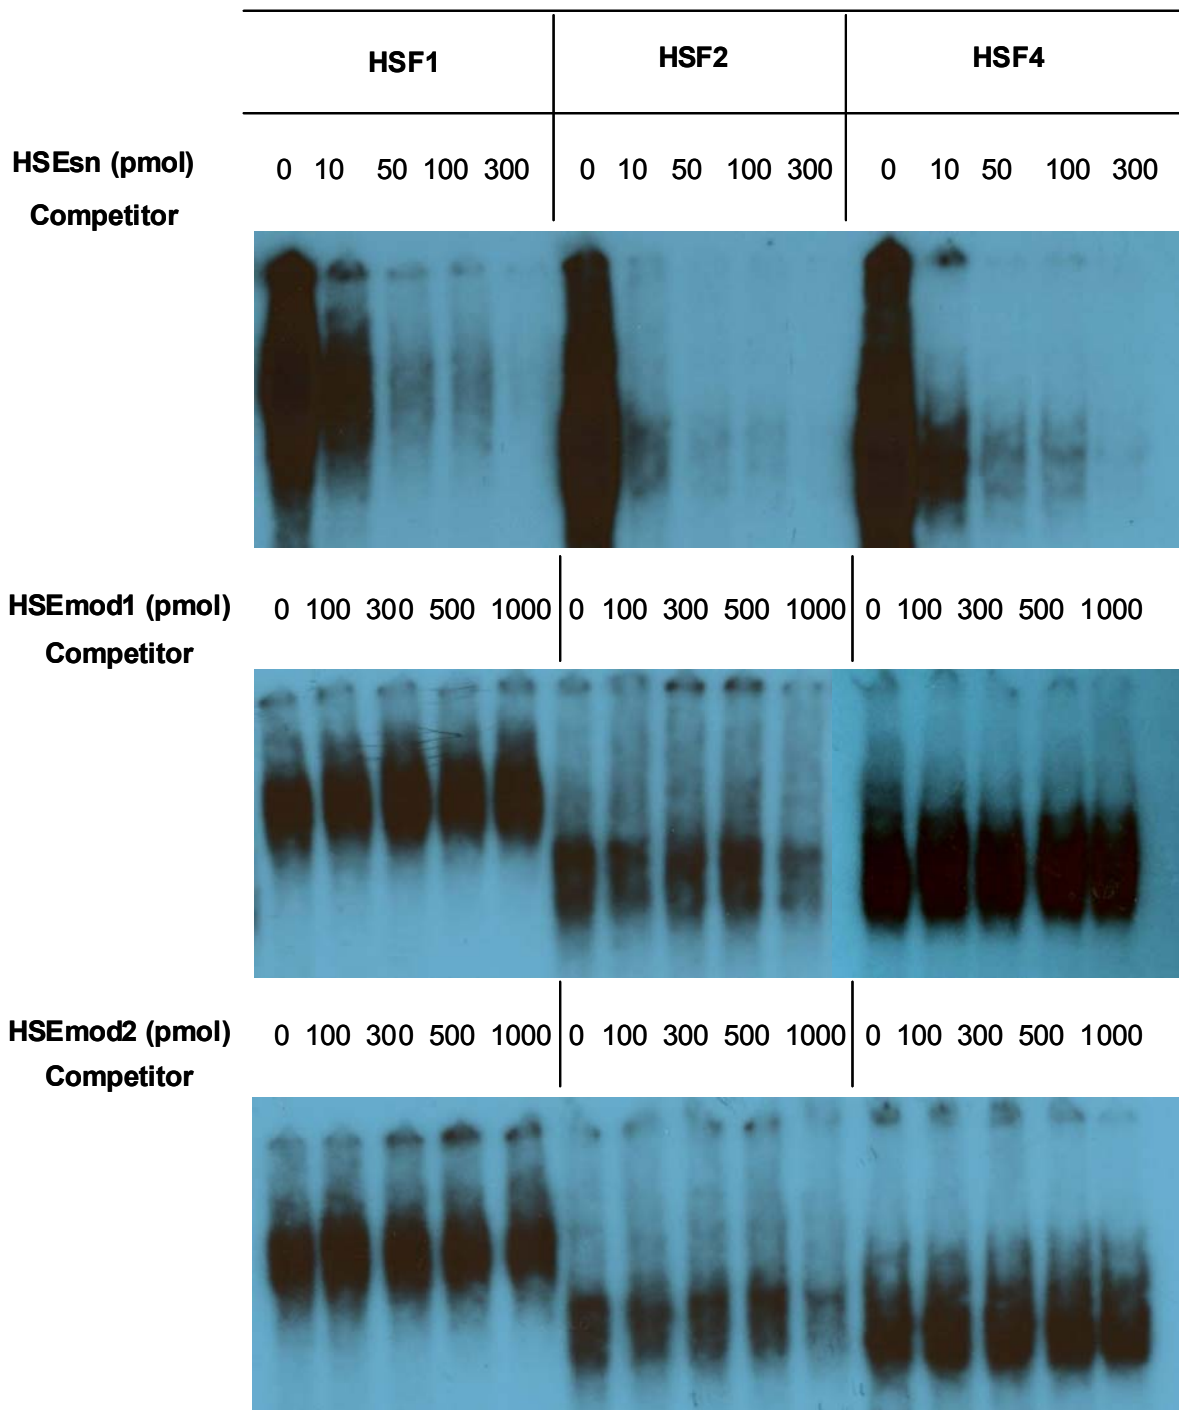 HSF1 HSF2 HSF4
HSEsn (pmol) 0 10 50 100 300 0 10 50 100 300 0 10 50 100 300
Competitor
HSEmod1 (pmol) 0 100 300 500 1000 0 100 300 500 1000 0 100 300 500 1000
Competitor
HSEmod2 (pmol) 0 100 300 500 1000 0 100 300 500 1000 0 100 300 500 1000
Competitor